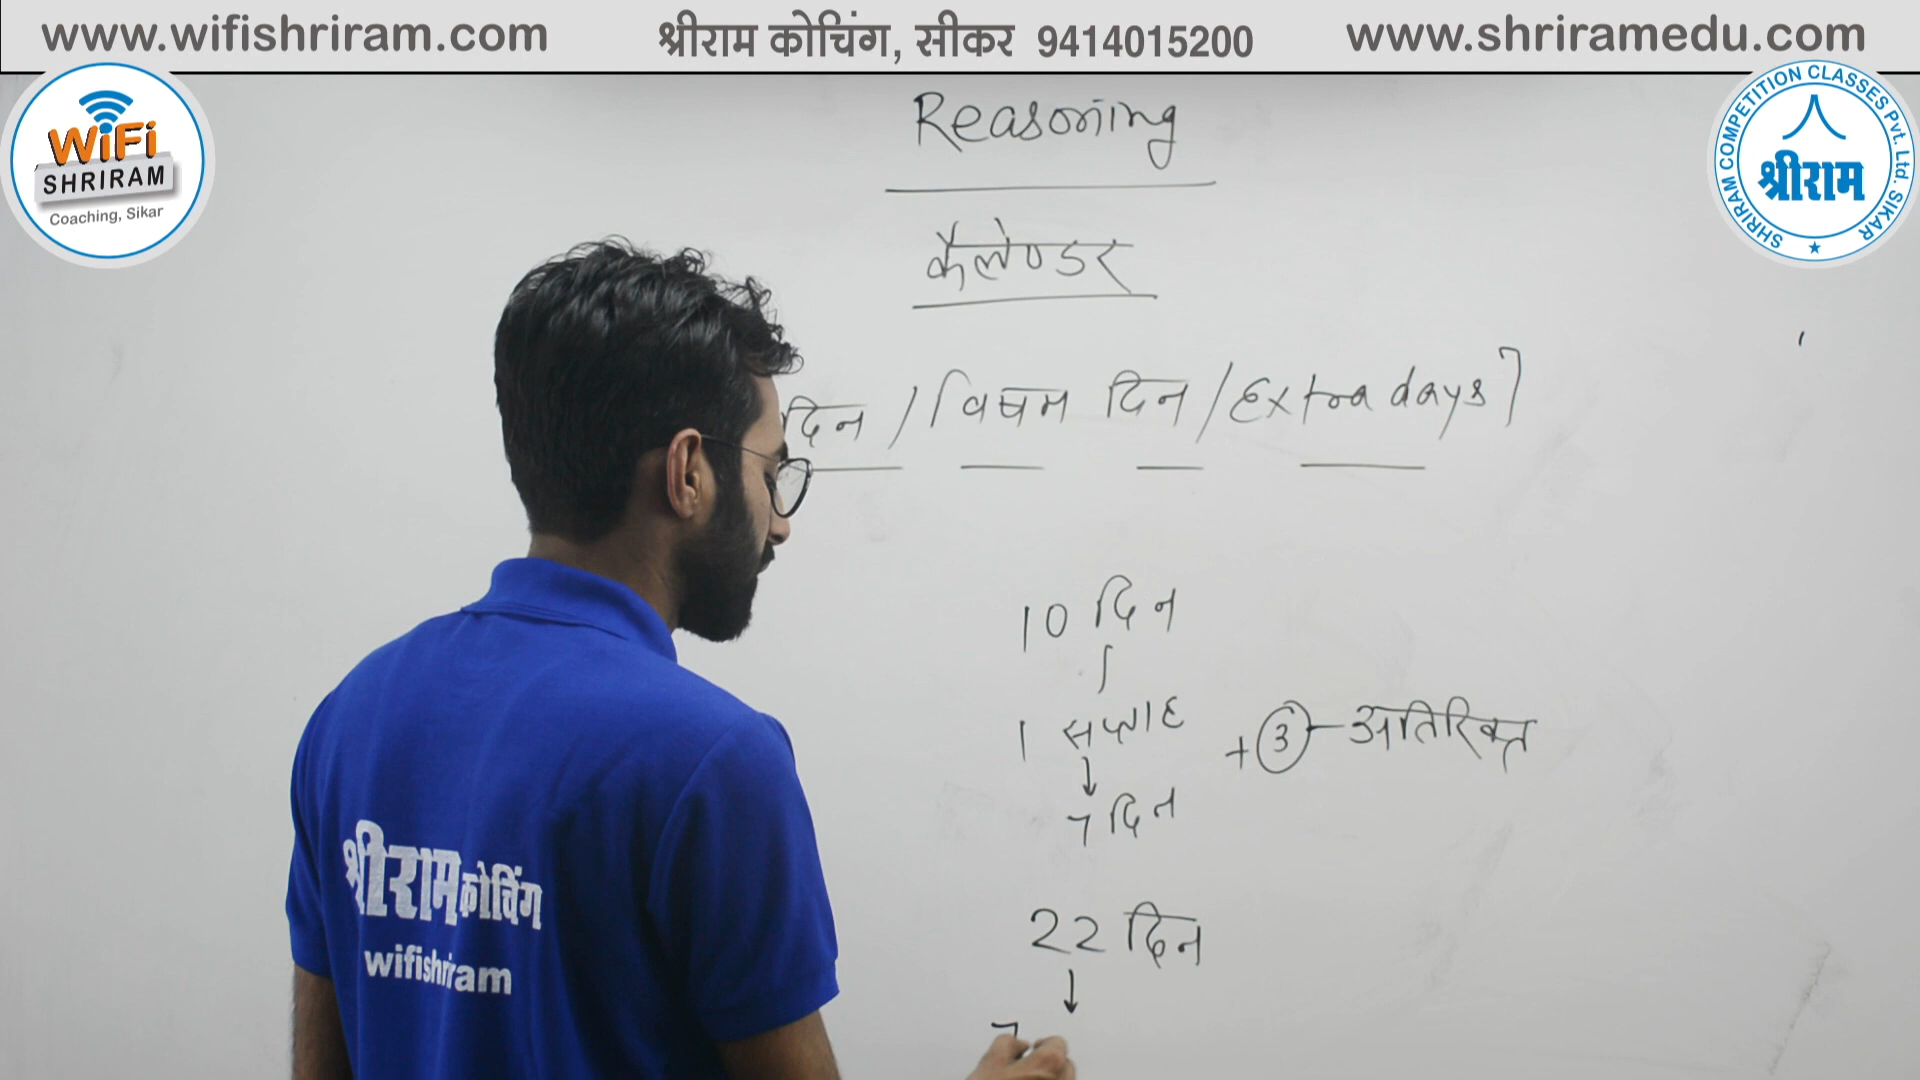 www.wifishriram.com
श्रीराम कोचिंग, सीकर 9414015200
www.shriramedu.com
WiFi
SHRIRAM
Coaching, Sikar
SHRIRAM COMPETITION CLASSES Pvt. Ltd. SIKAR
श्रीराम
Reasoning
कैलेण्डर
दिन / विषम दिन / Extra days]
10 दिन
1 सप्ताह + 3 - अतिरिक्त
7 दिन
22 दिन
श्रीराम कोचिंग
wifishriram